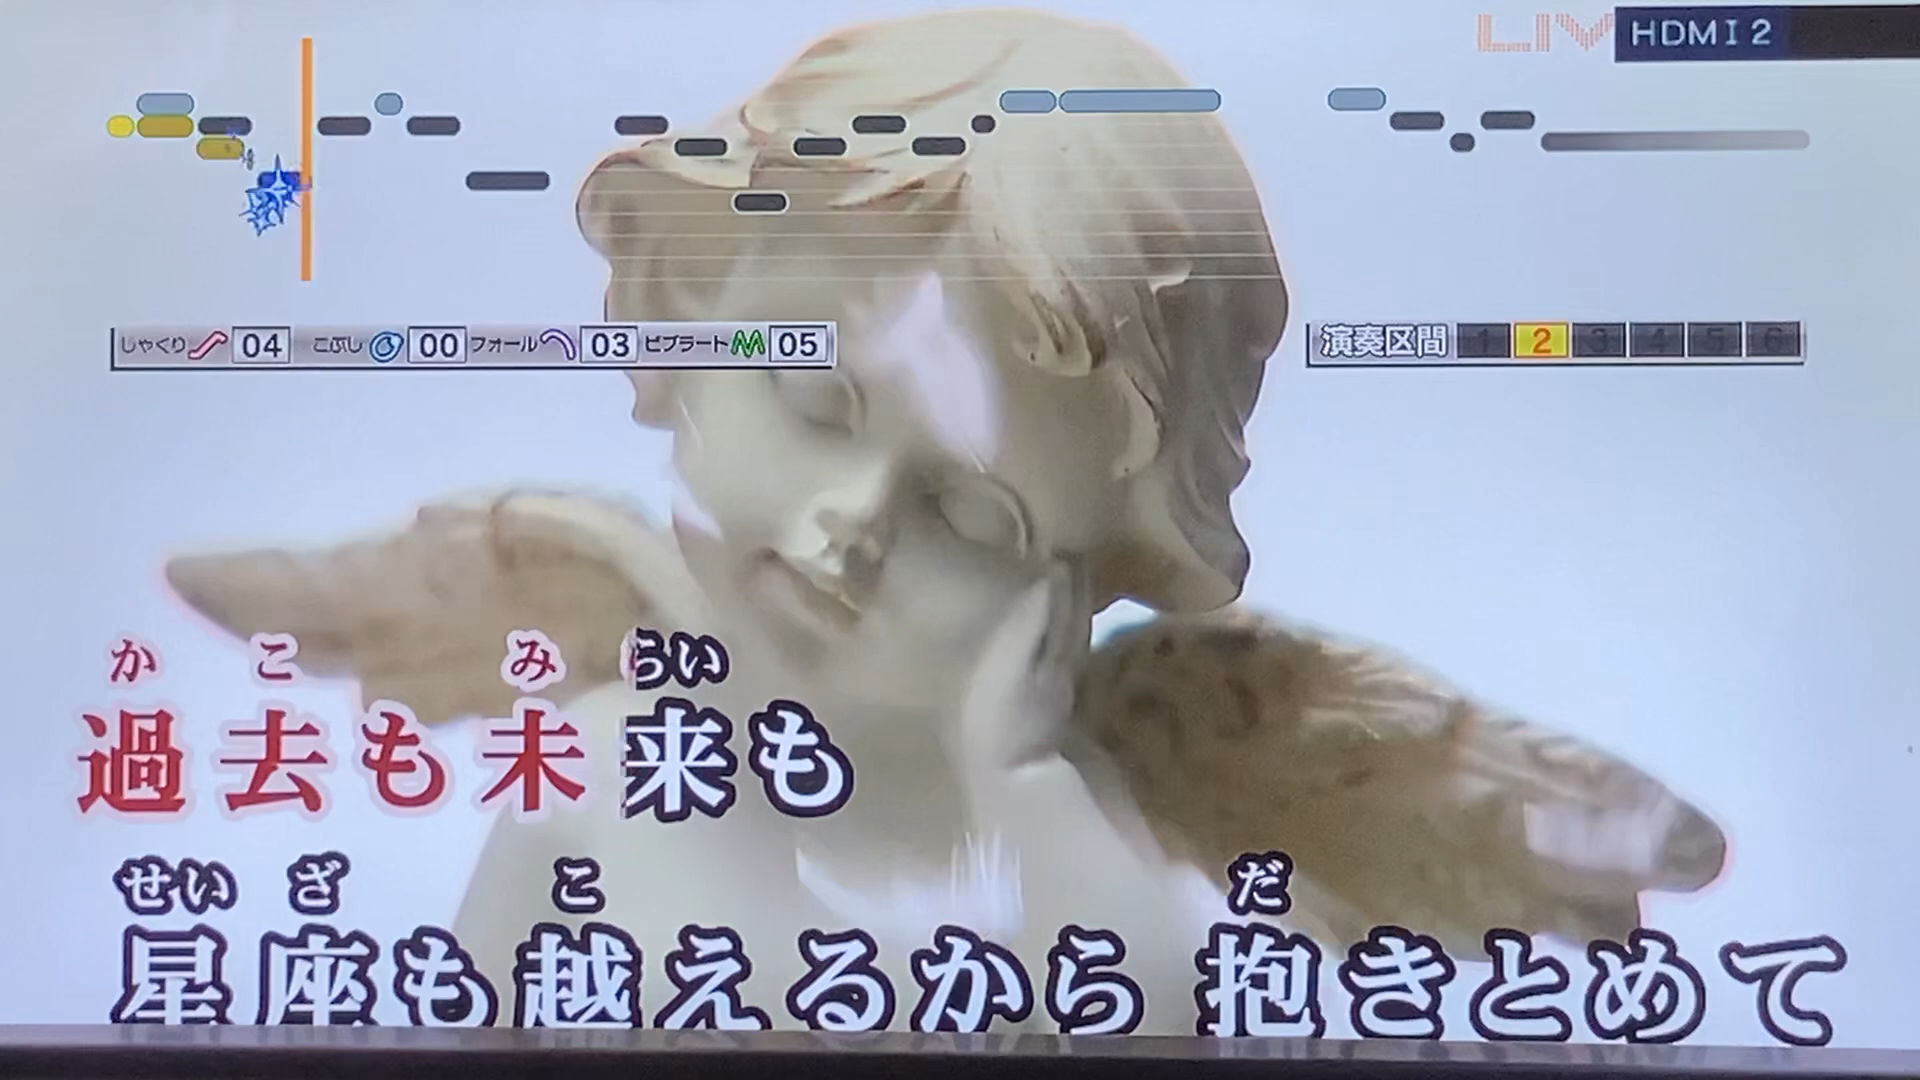 LIV
HDMI 2
しゃくり 04 こぶし 00 フォール 03 ビブラート 05
演奏区間 1 2 3 4 5 6
かこ みらい
過去も未来も
せいざ こ だ
星座も越えるから 抱きとめて